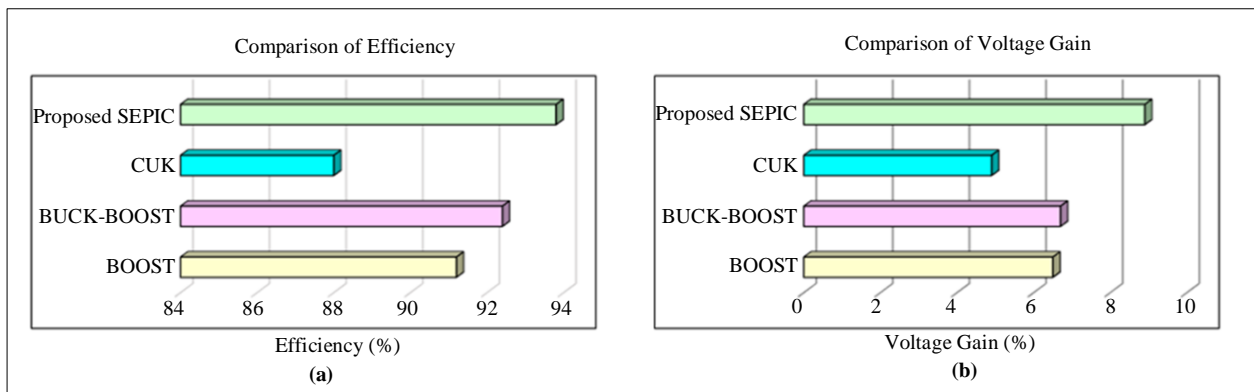 Comparison of Efficiency
Proposed SEPIC
CUK
BUCK-BOOST
BOOST
84 86 88 90 92 94
Efficiency (%)
(a)
Comparison of Voltage Gain
Proposed SEPIC
CUK
BUCK-BOOST
BOOST
0 2 4 6 8 10
Voltage Gain (%)
(b)